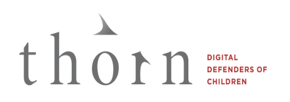 thorn
DIGITAL
DEFENDERS OF
CHILDREN